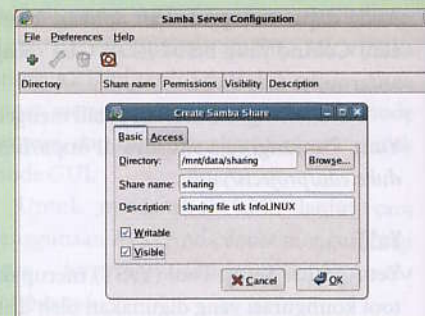 Samba Server Configuration
File Preferences Help
Directory Share name Permissions Visibility Description
Create Samba Share
Basic Access
Directory: /mnt/data/sharing Browse...
Share name: sharing
Description: sharing file utk InfoLINUX
Writable
Visible
Cancel OK